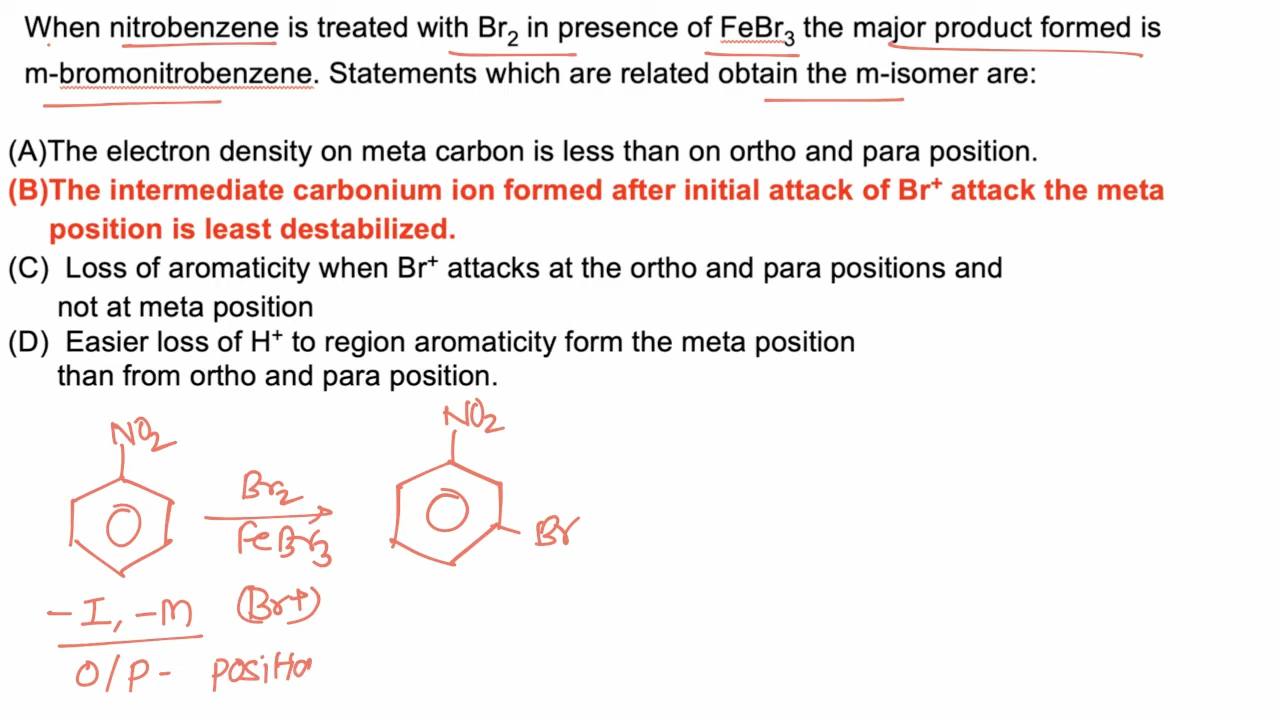 When nitrobenzene is treated with Br₂ in presence of FeBr₃ the major product formed is
m-bromonitrobenzene. Statements which are related obtain the m-isomer are:
(A)The electron density on meta carbon is less than on ortho and para position.
(B)The intermediate carbonium ion formed after initial attack of Br⁺ attack the meta
position is least destabilized.
(C) Loss of aromaticity when Br⁺ attacks at the ortho and para positions and
not at meta position
(D) Easier loss of H⁺ to region aromaticity form the meta position
than from ortho and para position.
NO₂
NO₂
Br₂
FeBr₃
Br
-I, -M
(Br+)
O/P- positio